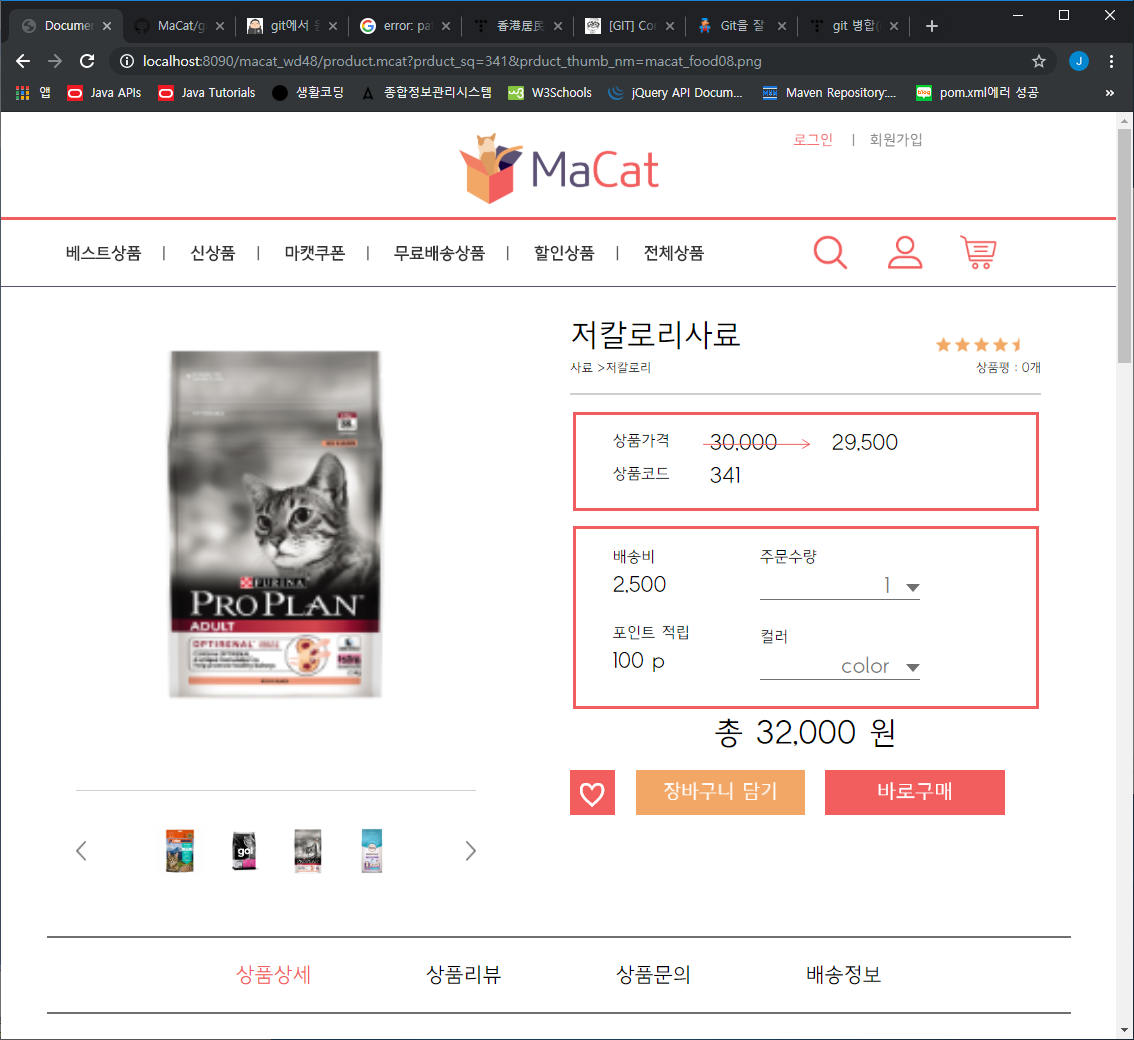 Documen
MaCat/g
git에서 원
error: pa
香港居民
[GIT] Co
Git을 잘
git 병합(
localhost:8090/macat_wd48/product.mcat?prduct_sq=341&prduct_thumb_nm=macat_food08.png
J
앱 Java APIs Java Tutorials 생활코딩 종합정보관리시스템 W3Schools jQuery API Docum... Maven Repository:... pom.xml에러 성공 »
로그인 | 회원가입
MaCat
베스트상품 | 신상품 | 마캣쿠폰 | 무료배송상품 | 할인상품 | 전체상품
저칼로리사료
사료 >저칼로리
상품평 : 0개
상품가격 30,000 29,500
상품코드 341
배송비 주문수량
2,500 1
포인트 적립 컬러
100 p color
총 32,000 원
장바구니 담기 바로구매
PURINA
PROPLAN
ADULT
OPTIRENAL
go!
상품상세 상품리뷰 상품문의 배송정보